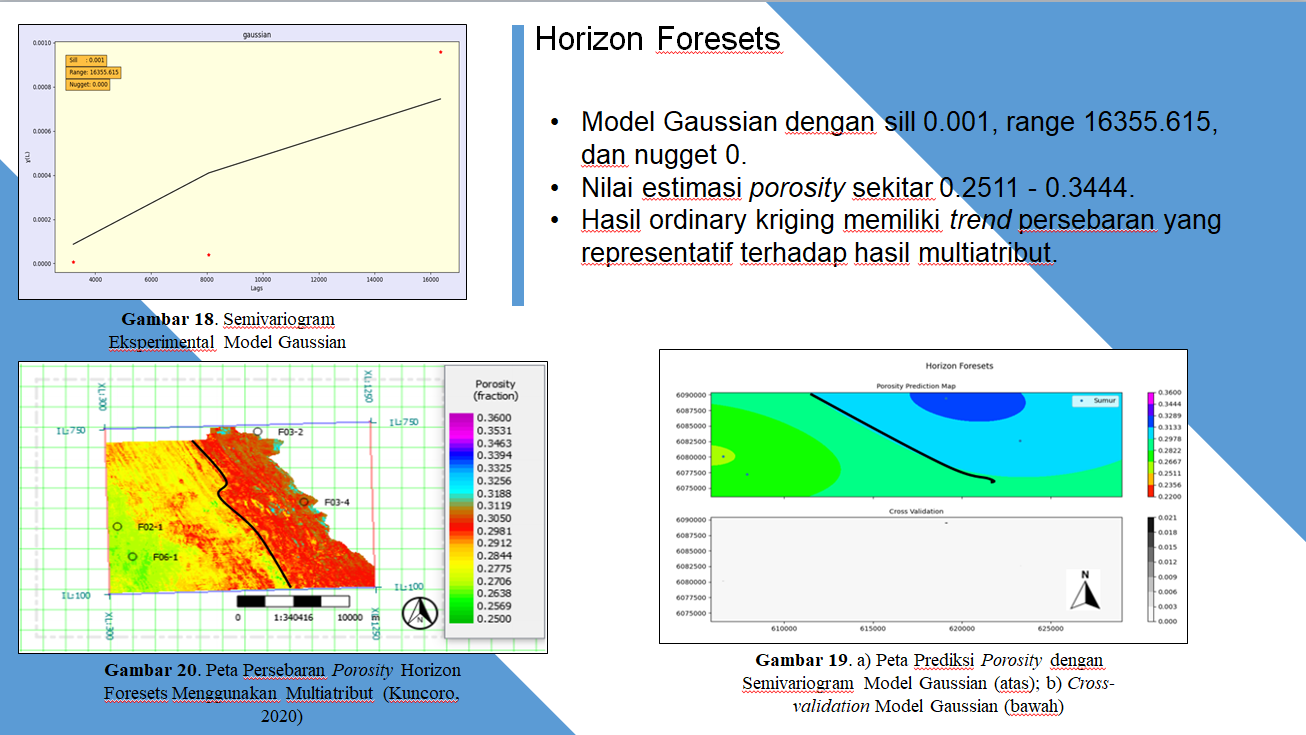 Horizon Foresets
• Model Gaussian dengan sill 0.001, range 16355.615,
dan nugget 0.
• Nilai estimasi porosity sekitar 0.2511 - 0.3444.
• Hasil ordinary kriging memiliki trend persebaran yang
representatif terhadap hasil multiatribut.
gaussian
Sill : 0.001
Range: 16355.615
Nugget: 0.000
0.0010
0.0008
0.0006
0.0004
0.0002
0.0000
4000 6000 8000 10000 12000 14000 16000
Lags
Gambar 18. Semivariogram
Eksperimental Model Gaussian
XL:300
XL:1250
IL:750
IL:750
F03-2
F03-4
F02-1
F06-1
IL:100
IL:100
XL:300
XL:1250
0 1:340416 10000
N
Porosity
(fraction)
0.3600
0.3531
0.3463
0.3394
0.3325
0.3256
0.3188
0.3119
0.3050
0.2981
0.2912
0.2844
0.2775
0.2706
0.2638
0.2569
0.2500
Gambar 20. Peta Persebaran Porosity Horizon
Foresets Menggunakan Multiatribut (Kuncoro,
2020)
Horizon Foresets
Porosity Prediction Map
Sumur
6090000
6087500
6085000
6082500
6080000
6077500
6075000
0.3600
0.3444
0.3289
0.3133
0.2978
0.2822
0.2667
0.2511
0.2356
0.2200
Cross Validation
6090000
6087500
6085000
6082500
6080000
6077500
6075000
610000 615000 620000 625000
N
0.021
0.018
0.015
0.012
0.009
0.006
0.003
0.000
Gambar 19. a) Peta Prediksi Porosity dengan
Semivariogram Model Gaussian (atas); b) Cross-
validation Model Gaussian (bawah)